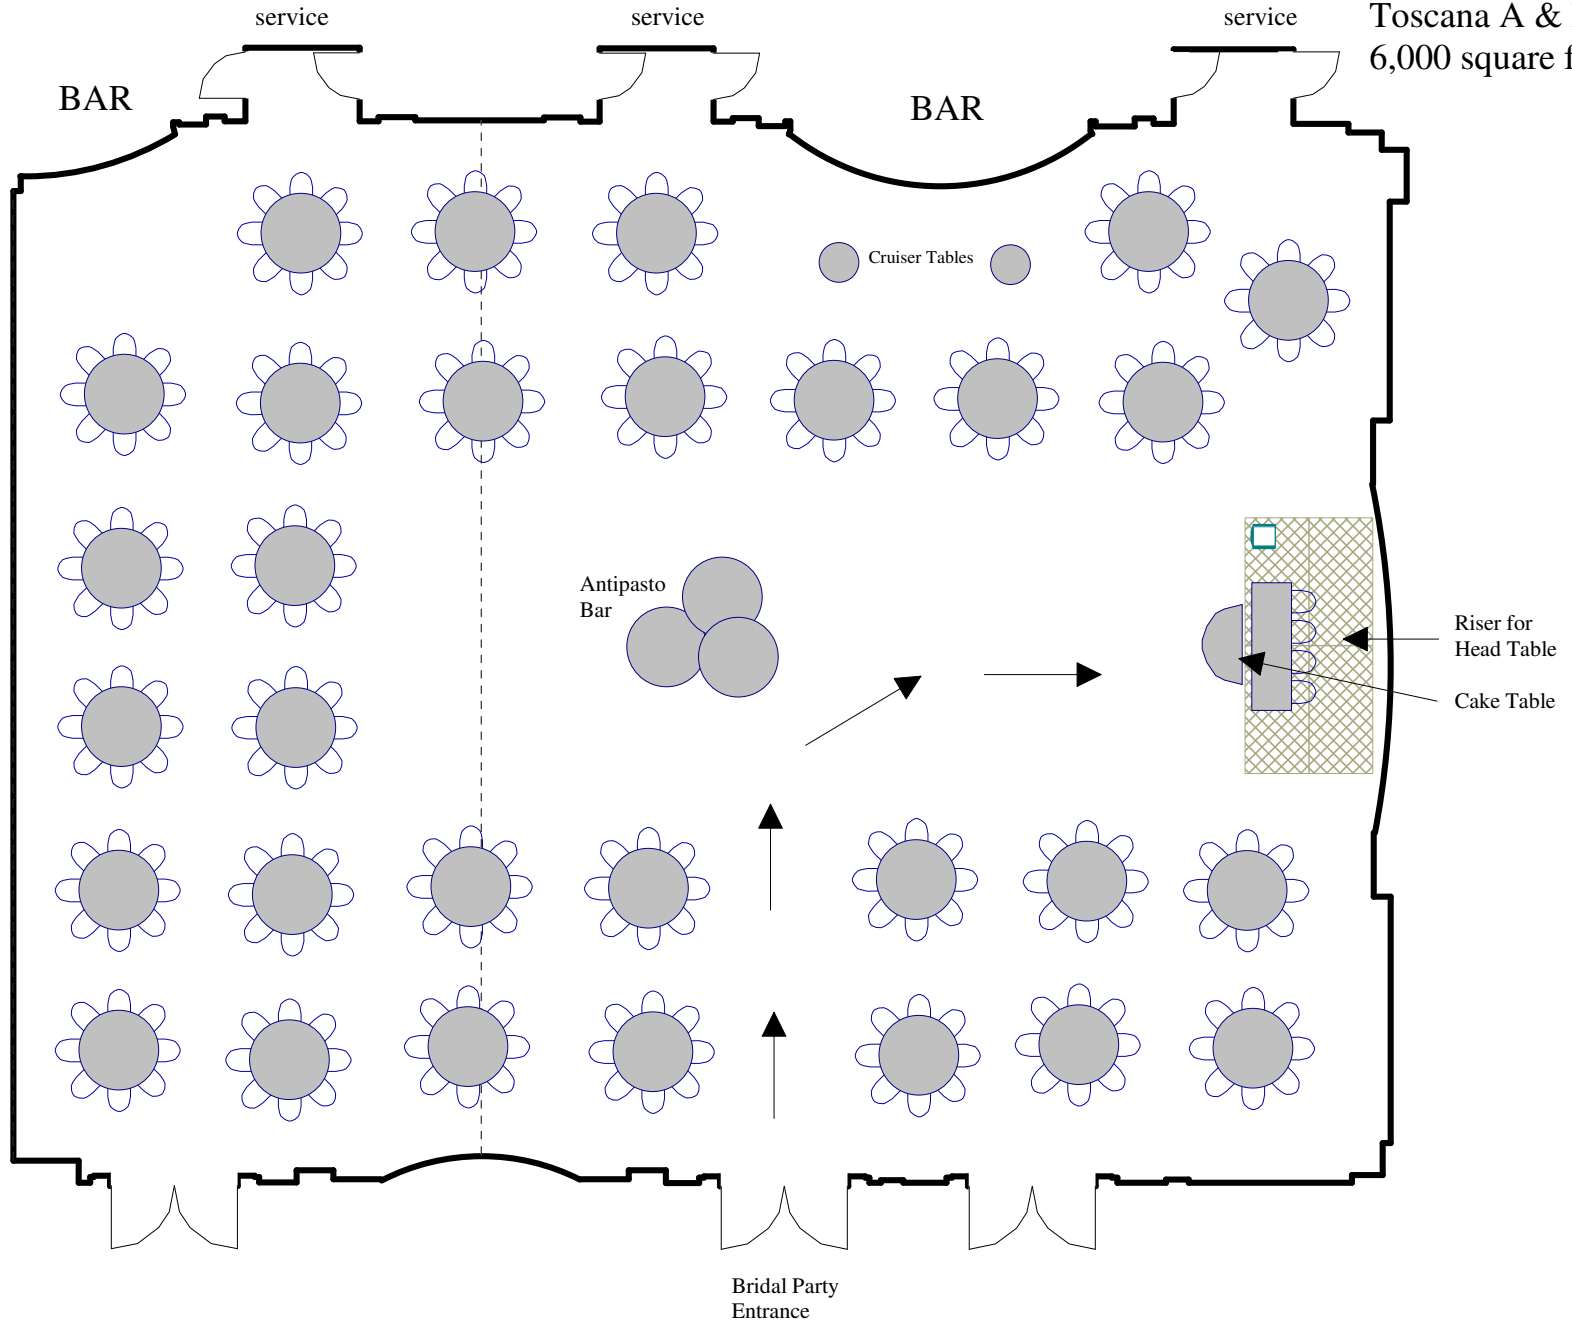 service
service
service
Toscana A &
6,000 square
BAR
BAR
Cruiser Tables
Antipasto
Bar
Riser for
Head Table
Cake Table
Bridal Party
Entrance